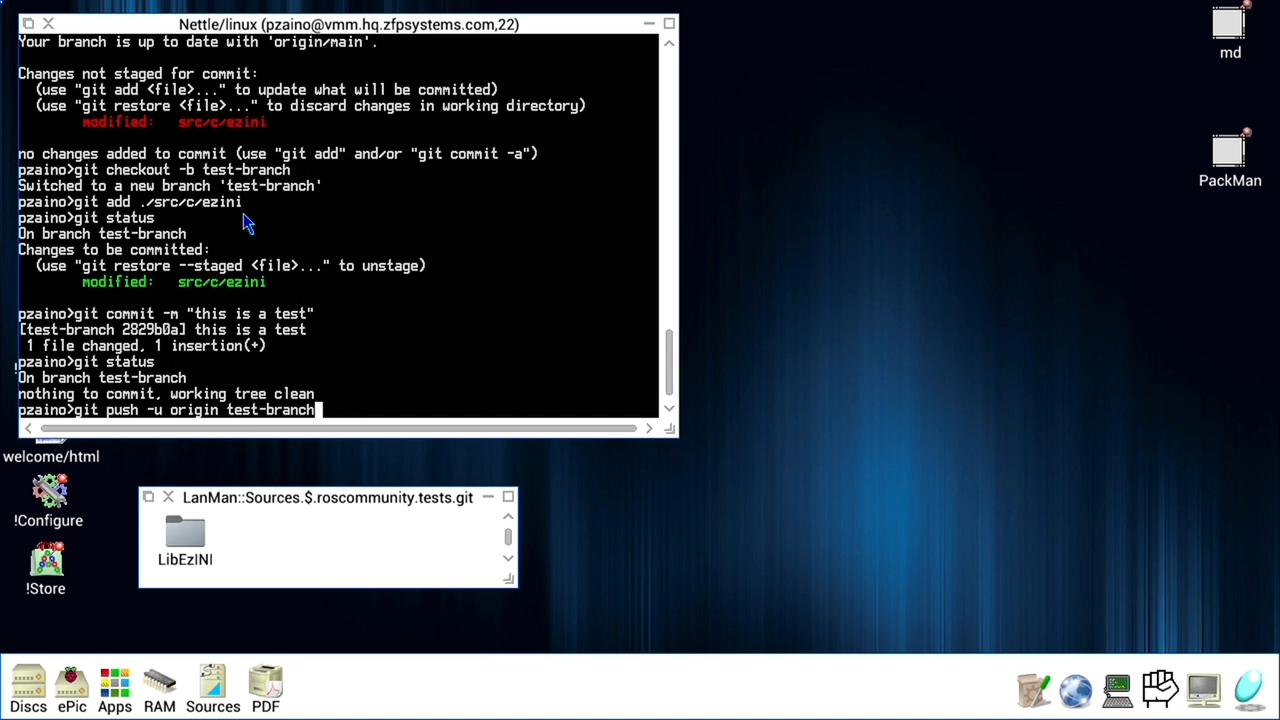 Nettle/linux (pzaino@vmm.hq.zfpsystems.com,22)
Your branch is up to date with 'origin/main'.
Changes not staged for commit:
(use "git add <file>..." to update what will be committed)
(use "git restore <file>..." to discard changes in working directory)
modified: src/c/ezini
no changes added to commit (use "git add" and/or "git commit -a")
pzaino>git checkout -b test-branch
Switched to a new branch 'test-branch'
pzaino>git add ./src/c/ezini
pzaino>git status
On branch test-branch
Changes to be committed:
(use "git restore --staged <file>..." to unstage)
modified: src/c/ezini
pzaino>git commit -m "this is a test"
[test-branch 2829b0a] this is a test
1 file changed, 1 insertion(+)
pzaino>git status
On branch test-branch
nothing to commit, working tree clean
pzaino>git push -u origin test-branch
md
PackMan
welcome/html
!Configure
!Store
LanMan::Sources.$.roscommunity.tests.git
LibEzINI
Discs ePic Apps RAM Sources PDF